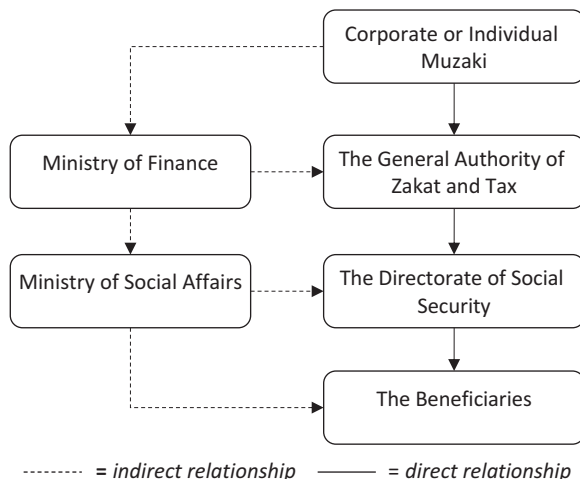 Corporate or Individual
Muzaki
Ministry of Finance
The General Authority of
Zakat and Tax
Ministry of Social Affairs
The Directorate of Social
Security
The Beneficiaries
= indirect relationship
= direct relationship